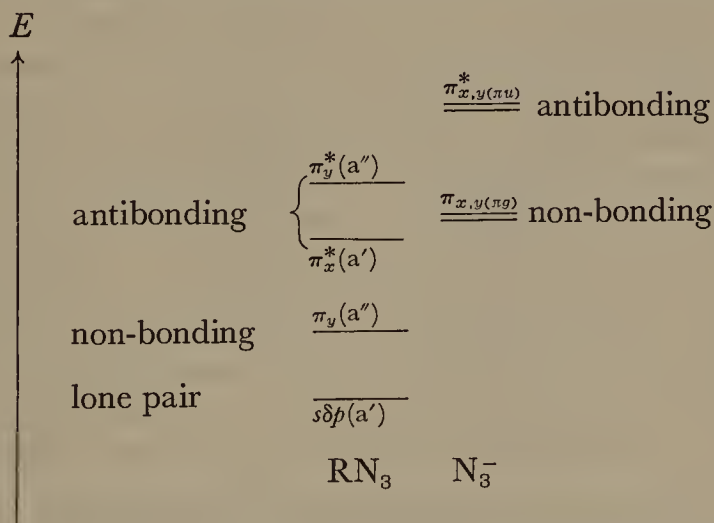 E
π*x,y(πu) antibonding
π*y(a″)
antibonding
πx,y(πg) non-bonding
π*x(a′)
πy(a″)
non-bonding
lone pair
sδp(a′)
RN₃ N₃⁻